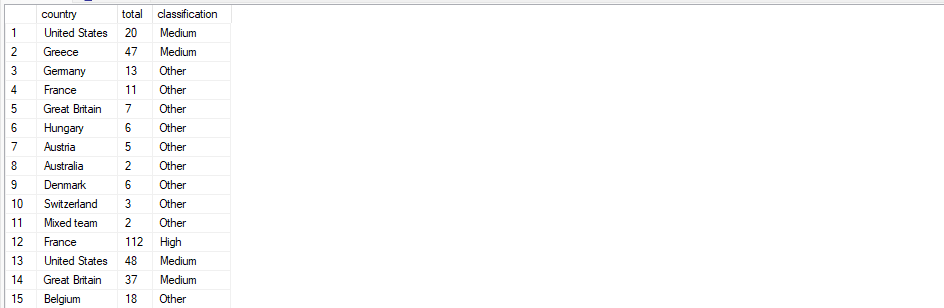 country total classification
1 United States 20 Medium
2 Greece 47 Medium
3 Germany 13 Other
4 France 11 Other
5 Great Britain 7 Other
6 Hungary 6 Other
7 Austria 5 Other
8 Australia 2 Other
9 Denmark 6 Other
10 Switzerland 3 Other
11 Mixed team 2 Other
12 France 112 High
13 United States 48 Medium
14 Great Britain 37 Medium
15 Belgium 18 Other